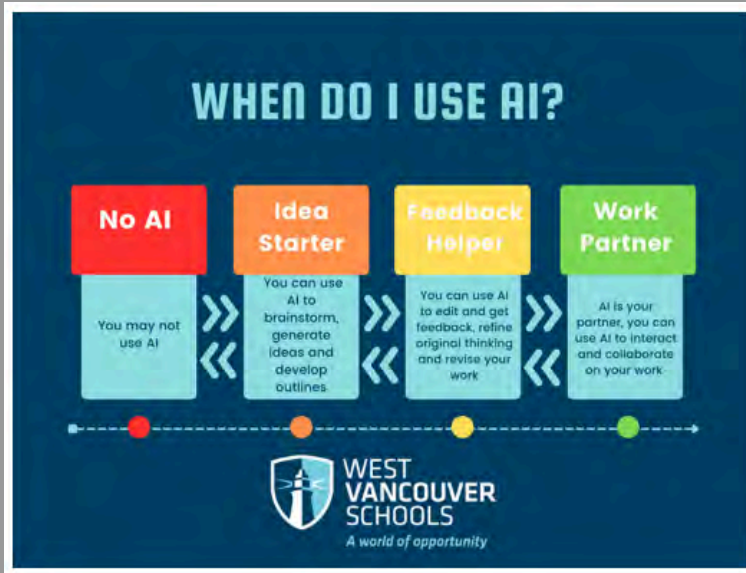 WHEN DO I USE AI?
No AI
You may not
use AI
Idea
Starter
You can use
AI to
brainstorm,
generate
ideas and
develop
outlines
Feedback
Helper
You can use AI
to edit and get
feedback, refine
original thinking
and revise your
work
Work
Partner
AI is your
partner, you can
use AI to interact
and collaborate
on your work
WEST
VANCOUVER
SCHOOLS
A world of opportunity